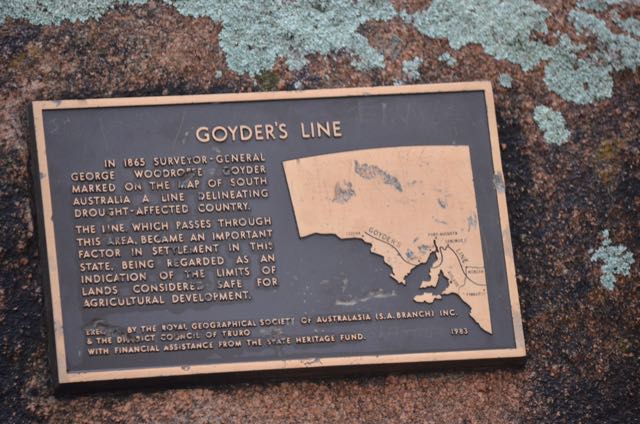 GOYDER'S LINE
IN 1865 SURVEYOR-GENERAL
GEORGE WOODROFFE GOYDER
MARKED ON THE MAP OF SOUTH
AUSTRALIA A LINE DELINEATING
DROUGHT-AFFECTED COUNTRY.
THE LINE, WHICH PASSES THROUGH
THIS AREA, BECAME AN IMPORTANT
FACTOR IN SETTLEMENT IN THIS
STATE, BEING REGARDED AS AN
INDICATION OF THE LIMITS OF
LANDS CONSIDERED SAFE FOR
AGRICULTURAL DEVELOPMENT.
CEDUNA
GOYDER'S
PORT AUGUSTA
LINE
MORGAN
PINNAROO
ERECTED BY THE ROYAL GEOGRAPHICAL SOCIETY OF AUSTRALASIA (S.A. BRANCH) INC.
& THE DISTRICT COUNCIL OF TRURO
WITH FINANCIAL ASSISTANCE FROM THE STATE HERITAGE FUND.
1983